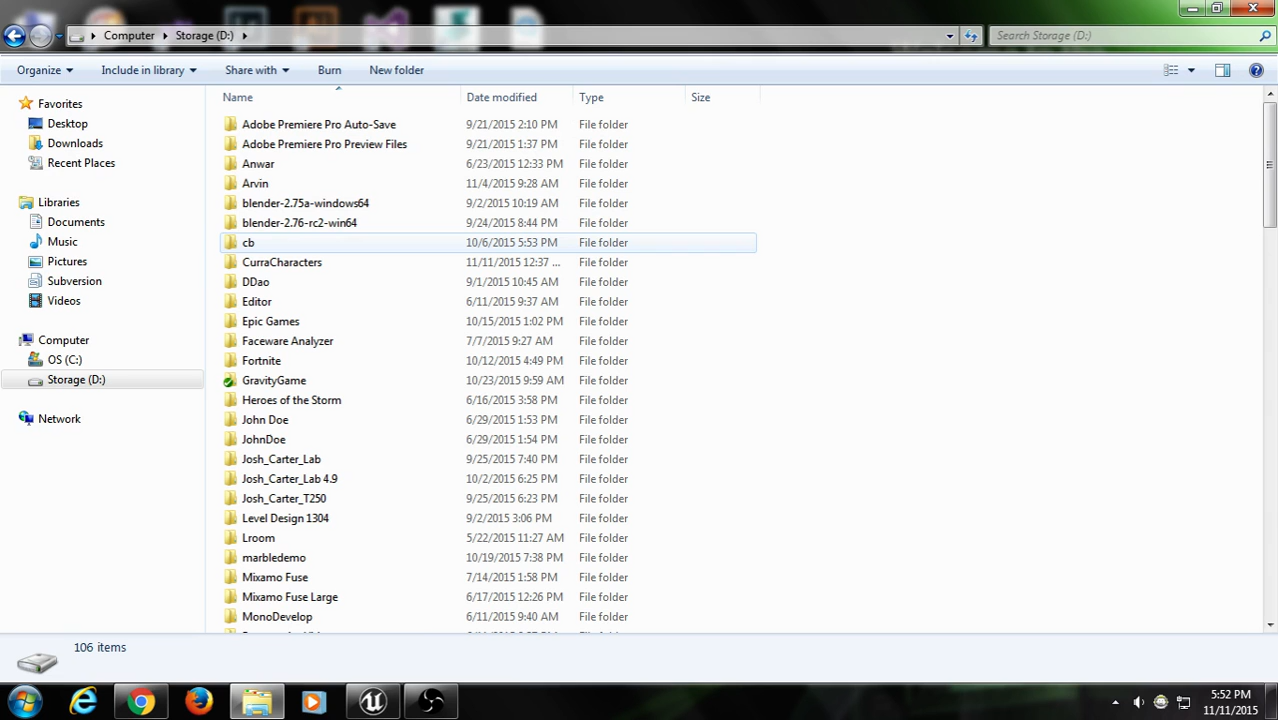 Computer Storage (D:) Search Storage (D:)
Organize Include in library Share with Burn New folder
Name Date modified Type Size
Favorites
Desktop
Downloads
Recent Places
Libraries
Documents
Music
Pictures
Subversion
Videos
Computer
OS (C:)
Storage (D:)
Network
Adobe Premiere Pro Auto-Save 9/21/2015 2:10 PM File folder
Adobe Premiere Pro Preview Files 9/21/2015 1:37 PM File folder
Anwar 6/23/2015 12:33 PM File folder
Arvin 11/4/2015 9:28 AM File folder
blender-2.75a-windows64 9/2/2015 10:19 AM File folder
blender-2.76-rc2-win64 9/24/2015 8:44 PM File folder
cb 10/6/2015 5:53 PM File folder
CurraCharacters 11/11/2015 12:37 ... File folder
DDao 9/1/2015 10:45 AM File folder
Editor 6/11/2015 9:37 AM File folder
Epic Games 10/15/2015 1:02 PM File folder
Faceware Analyzer 7/7/2015 9:27 AM File folder
Fortnite 10/12/2015 4:49 PM File folder
GravityGame 10/23/2015 9:59 AM File folder
Heroes of the Storm 6/16/2015 3:58 PM File folder
John Doe 6/29/2015 1:53 PM File folder
JohnDoe 6/29/2015 1:54 PM File folder
Josh_Carter_Lab 9/25/2015 7:40 PM File folder
Josh_Carter_Lab 4.9 10/2/2015 6:25 PM File folder
Josh_Carter_T250 9/25/2015 6:23 PM File folder
Level Design 1304 9/2/2015 3:06 PM File folder
Lroom 5/22/2015 11:27 AM File folder
marbledemo 10/19/2015 7:38 PM File folder
Mixamo Fuse 7/14/2015 1:58 PM File folder
Mixamo Fuse Large 6/17/2015 12:26 PM File folder
MonoDevelop 6/11/2015 9:40 AM File folder
106 items
5:52 PM
11/11/2015